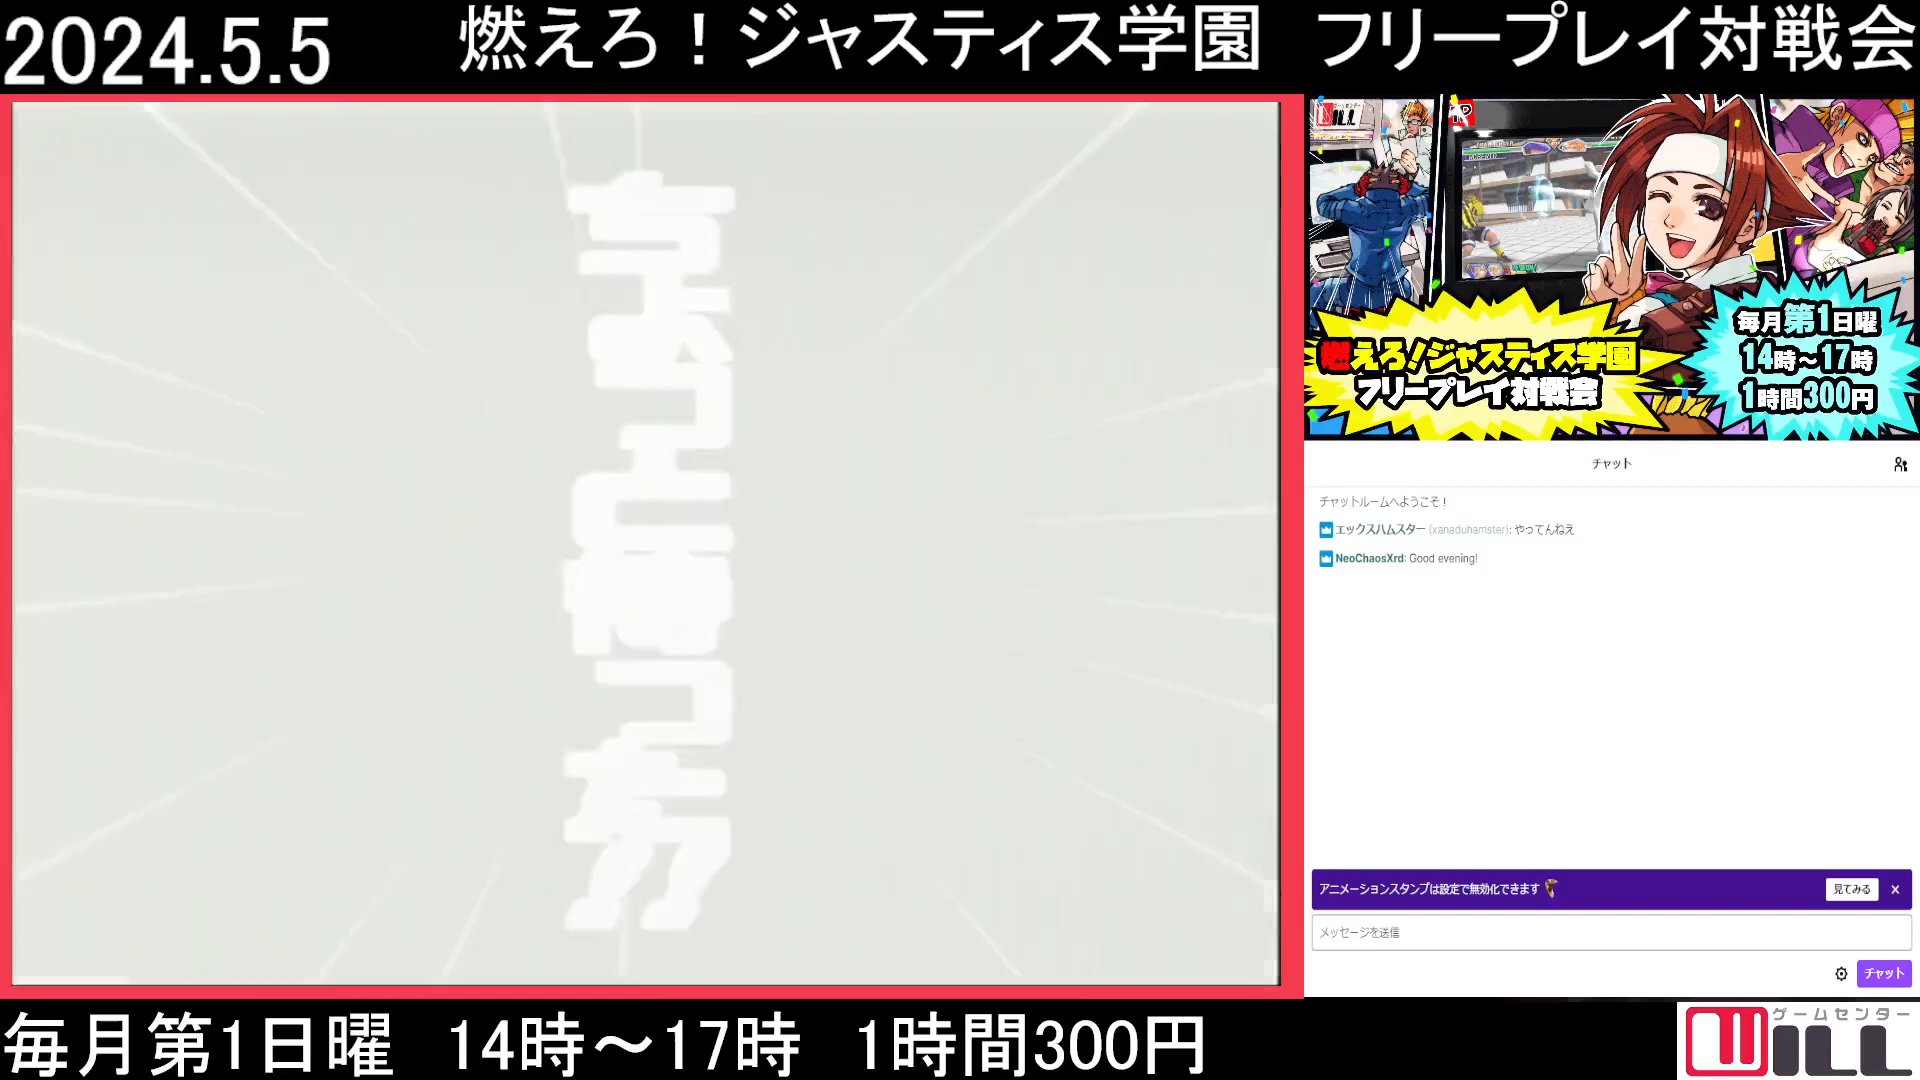 2024.5.5 燃えろ！ジャスティス学園 フリープレイ対戦会
毎月第1日曜
14時～17時
1時間300円
燃えろ!ジャスティス学園
フリープレイ対戦会
チャット
チャットルームへようこそ！
エックスハムスター (xanaduhamster): やってんねえ
NeoChaosXrd: Good evening!
アニメーションスタンプは設定で無効化できます
見てみる
メッセージを送信
チャット
毎月第1日曜 14時～17時 1時間300円
ゲームセンター
WILL